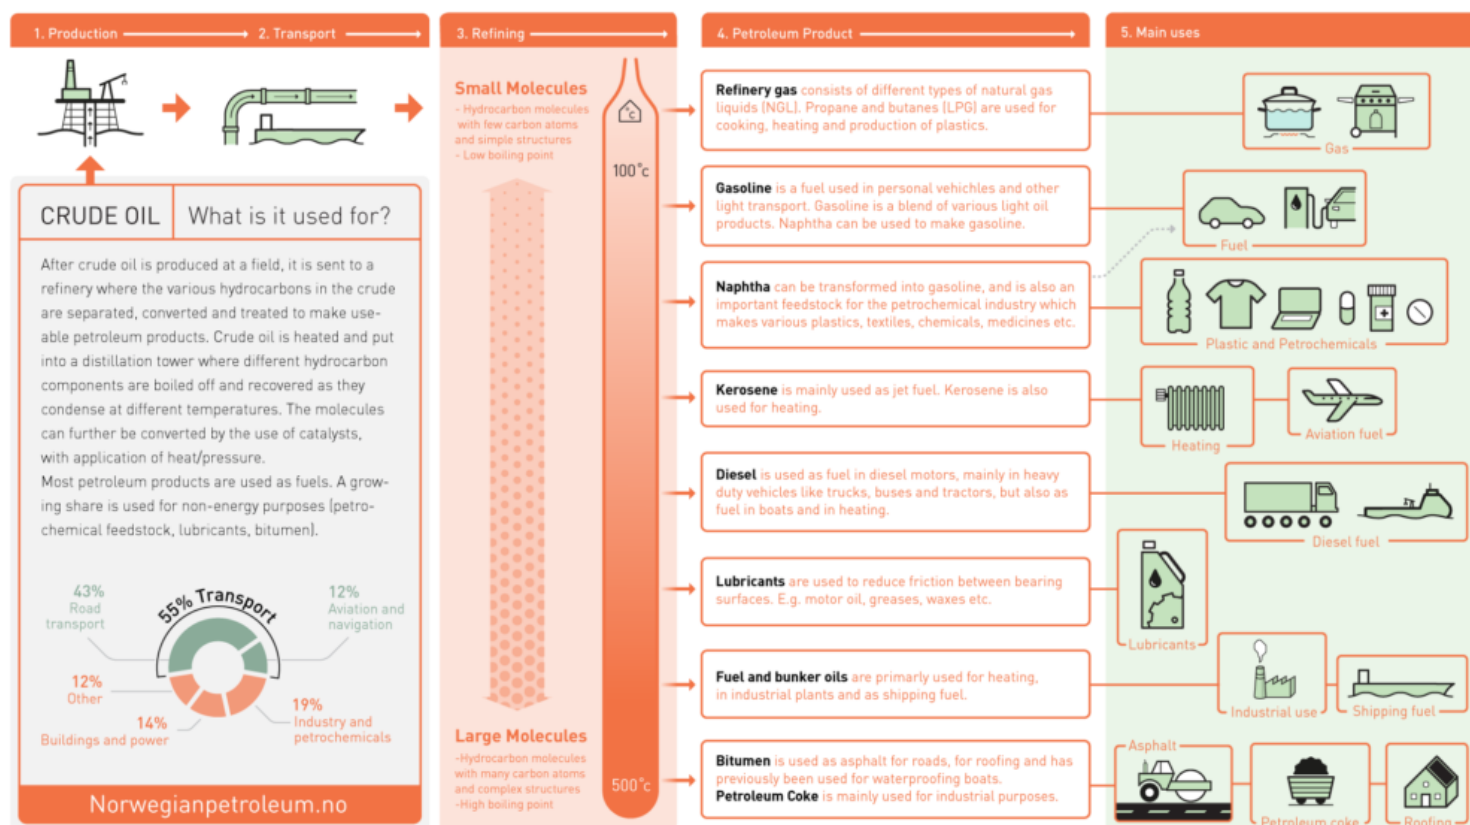 1. Production
2. Transport
3. Refining
4. Petroleum Product
5. Main uses
CRUDE OIL
What is it used for?
After crude oil is produced at a field, it is sent to a
refinery where the various hydrocarbons in the crude
are separated, converted and treated to make use-
able petroleum products. Crude oil is heated and put
into a distillation tower where different hydrocarbon
components are boiled off and recovered as they
condense at different temperatures. The molecules
can further be converted by the use of catalysts,
with application of heat/pressure.
Most petroleum products are used as fuels. A grow-
ing share is used for non-energy purposes (petro-
chemical feedstock, lubricants, bitumen).
55% Transport
43%
Road
transport
12%
Aviation and
navigation
12%
Other
14%
Buildings and power
19%
Industry and
petrochemicals
Norwegianpetroleum.no
Small Molecules
- Hydrocarbon molecules
with few carbon atoms
and simple structures
- Low boiling point
Large Molecules
-Hydrocarbon molecules
with many carbon atoms
and complex structures
-High boiling point
°c
100°c
500°c
Refinery gas consists of different types of natural gas
liquids (NGL). Propane and butanes (LPG) are used for
cooking, heating and production of plastics.
Gasoline is a fuel used in personal vehichles and other
light transport. Gasoline is a blend of various light oil
products. Naphtha can be used to make gasoline.
Naphtha can be transformed into gasoline, and is also an
important feedstock for the petrochemical industry which
makes various plastics, textiles, chemicals, medicines etc.
Kerosene is mainly used as jet fuel. Kerosene is also
used for heating.
Diesel is used as fuel in diesel motors, mainly in heavy
duty vehicles like trucks, buses and tractors, but also as
fuel in boats and in heating.
Lubricants are used to reduce friction between bearing
surfaces. E.g. motor oil, greases, waxes etc.
Fuel and bunker oils are primarly used for heating,
in industrial plants and as shipping fuel.
Bitumen is used as asphalt for roads, for roofing and has
previously been used for waterproofing boats.
Petroleum Coke is mainly used for industrial purposes.
Gas
Fuel
Plastic and Petrochemicals
Heating
Aviation fuel
Diesel fuel
Lubricants
Industrial use
Shipping fuel
Asphalt
Petroleum coke
Roofing